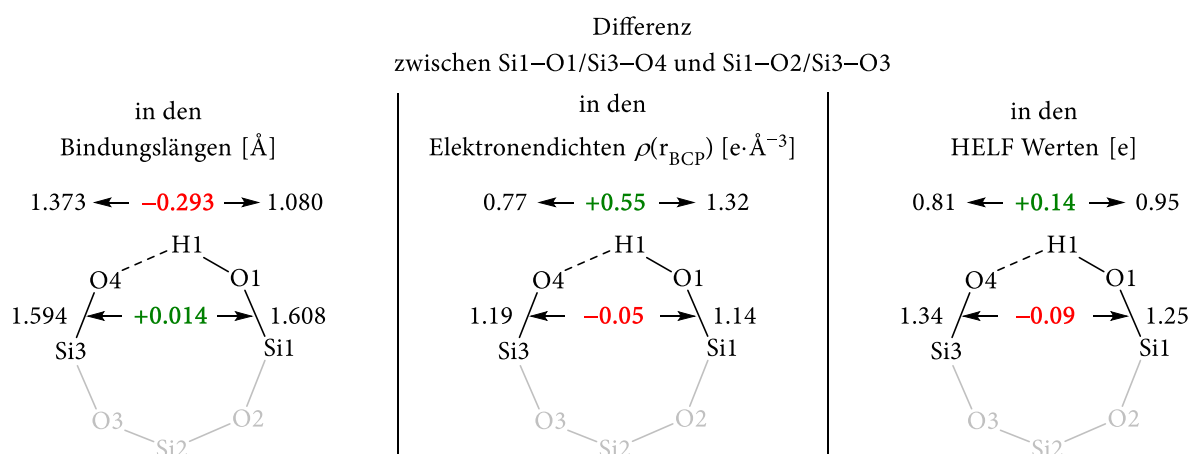 Differenz
zwischen Si1–O1/Si3–O4 und Si1–O2/Si3–O3
in den
Bindungslängen [Å]
1.373 –0.293 1.080
H1
O4 O1
1.594 +0.014 1.608
Si3 Si1
O3 O2
Si2
in den
Elektronendichten ρ(r_BCP) [e·Å⁻³]
0.77 +0.55 1.32
H1
O4 O1
1.19 –0.05 1.14
Si3 Si1
O3 O2
Si2
in den
HELF Werten [e]
0.81 +0.14 0.95
H1
O4 O1
1.34 –0.09 1.25
Si3 Si1
O3 O2
Si2